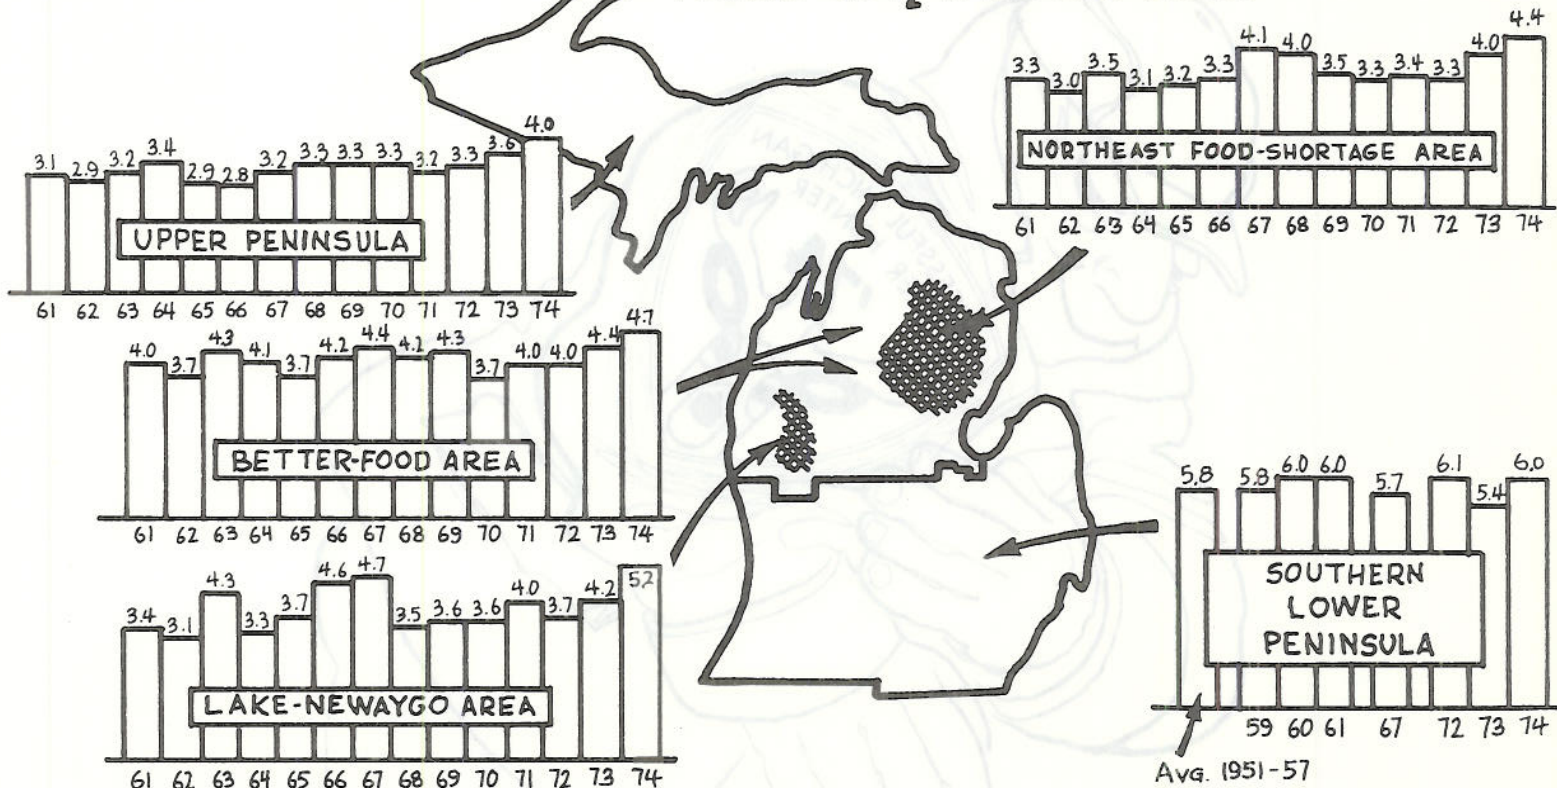 3.3 3.0 3.5 3.1 3.2 3.3 4.1 4.0 3.5 3.3 3.4 3.3 4.0 4.4
NORTHEAST FOOD-SHORTAGE AREA
61 62 63 64 65 66 67 68 69 70 71 72 73 74
3.1 2.9 3.2 3.4 2.9 2.8 3.2 3.3 3.3 3.3 3.2 3.3 3.6 4.0
UPPER PENINSULA
61 62 63 64 65 66 67 68 69 70 71 72 73 74
4.0 3.7 4.3 4.1 3.7 4.2 4.4 4.2 4.3 3.7 4.0 4.0 4.4 4.7
BETTER-FOOD AREA
61 62 63 64 65 66 67 68 69 70 71 72 73 74
3.4 3.1 4.3 3.3 3.7 4.6 4.7 3.5 3.6 3.6 4.0 3.7 4.2 5.2
LAKE-NEWAYGO AREA
61 62 63 64 65 66 67 68 69 70 71 72 73 74
5.8 5.8 6.0 6.0 5.7 6.1 5.4 6.0
SOUTHERN
LOWER
PENINSULA
59 60 61 67 72 73 74
Avg. 1951-57